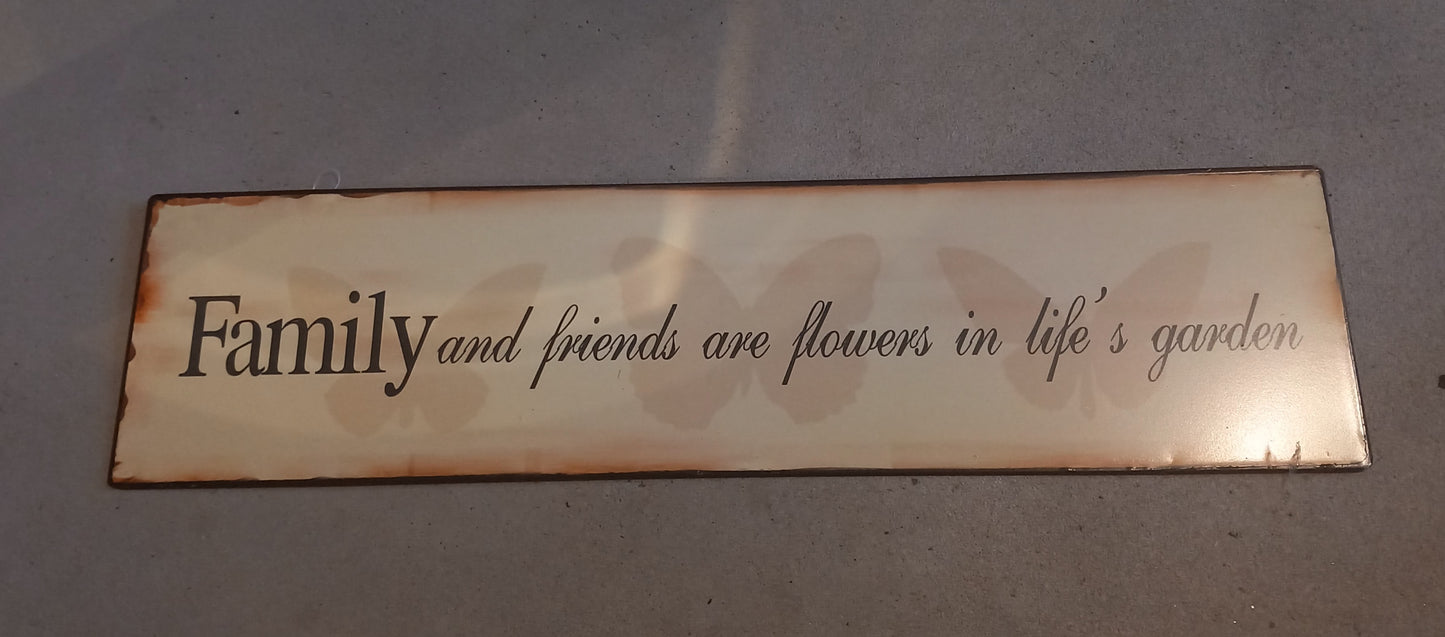 Family and friends are flowers in life's garden